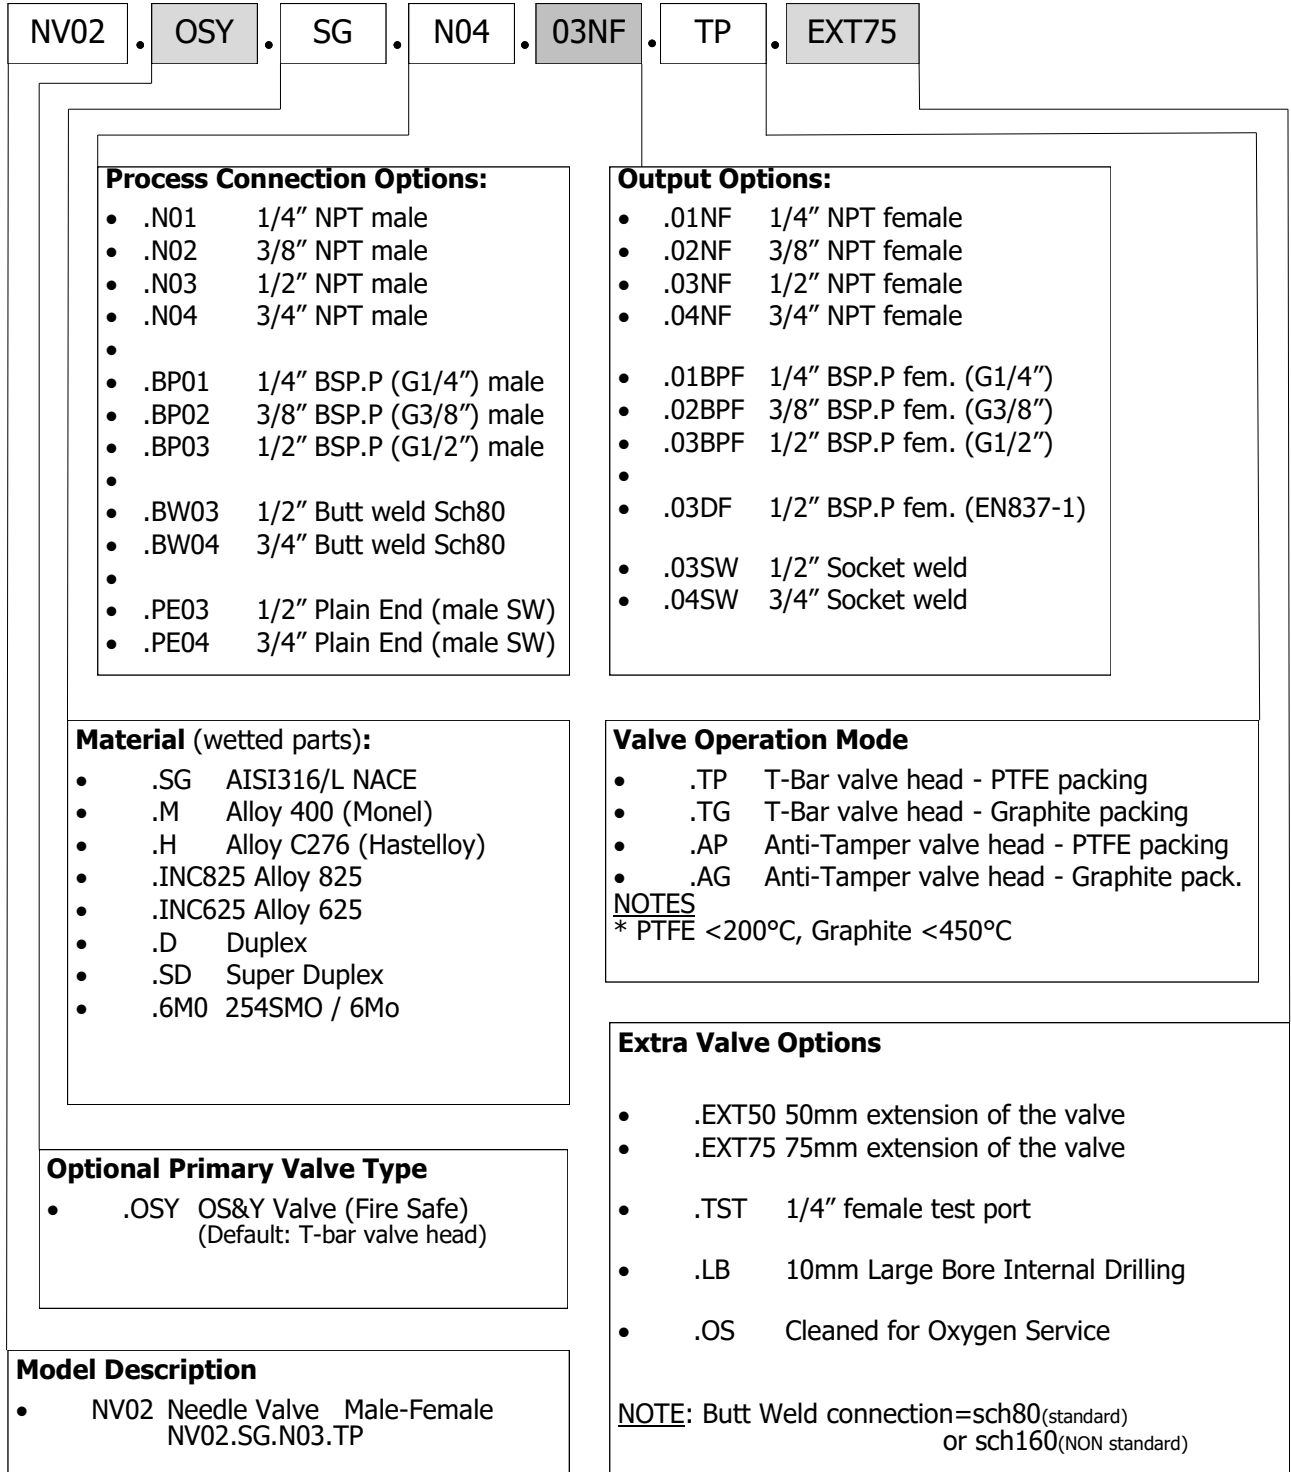 NV02 . OSY . SG . N04 . 03NF . TP . EXT75
Process Connection Options:
• .N01 1/4″ NPT male
• .N02 3/8″ NPT male
• .N03 1/2″ NPT male
• .N04 3/4″ NPT male
•
• .BP01 1/4″ BSP.P (G1/4″) male
• .BP02 3/8″ BSP.P (G3/8″) male
• .BP03 1/2″ BSP.P (G1/2″) male
•
• .BW03 1/2″ Butt weld Sch80
• .BW04 3/4″ Butt weld Sch80
•
• .PE03 1/2″ Plain End (male SW)
• .PE04 3/4″ Plain End (male SW)
Output Options:
• .01NF 1/4″ NPT female
• .02NF 3/8″ NPT female
• .03NF 1/2″ NPT female
• .04NF 3/4″ NPT female
• .01BPF 1/4″ BSP.P fem. (G1/4″)
• .02BPF 3/8″ BSP.P fem. (G3/8″)
• .03BPF 1/2″ BSP.P fem. (G1/2″)
•
• .03DF 1/2″ BSP.P fem. (EN837-1)
• .03SW 1/2″ Socket weld
• .04SW 3/4″ Socket weld
Material (wetted parts):
• .SG AISI316/L NACE
• .M Alloy 400 (Monel)
• .H Alloy C276 (Hastelloy)
• .INC825 Alloy 825
• .INC625 Alloy 625
• .D Duplex
• .SD Super Duplex
• .6M0 254SMO / 6Mo
Valve Operation Mode
• .TP T-Bar valve head - PTFE packing
• .TG T-Bar valve head - Graphite packing
• .AP Anti-Tamper valve head - PTFE packing
• .AG Anti-Tamper valve head - Graphite pack.
NOTES
* PTFE <200°C, Graphite <450°C
Optional Primary Valve Type
• .OSY OS&Y Valve (Fire Safe)
(Default: T-bar valve head)
Extra Valve Options
• .EXT50 50mm extension of the valve
• .EXT75 75mm extension of the valve
• .TST 1/4″ female test port
• .LB 10mm Large Bore Internal Drilling
• .OS Cleaned for Oxygen Service
NOTE: Butt Weld connection=sch80(standard)
or sch160(NON standard)
Model Description
• NV02 Needle Valve Male-Female
NV02.SG.N03.TP